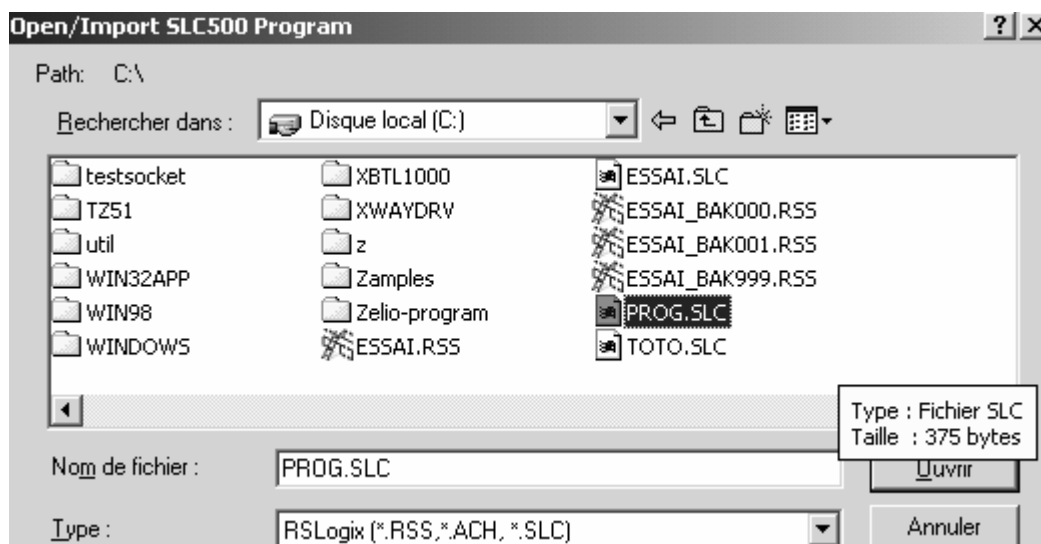 Open/Import SLC500 Program
Path: C:\
Rechercher dans : Disque local (C:)
testsocket XBTL1000 ESSAI.SLC
TZ51 XWAYDRV ESSAI_BAK000.RSS
util z ESSAI_BAK001.RSS
WIN32APP Zamples ESSAI_BAK999.RSS
WIN98 Zelio-program PROG.SLC
WINDOWS ESSAI.RSS TOTO.SLC
Type : Fichier SLC
Taille : 375 bytes
Nom de fichier : PROG.SLC Ouvrir
Type : RSLogix (*.RSS,*.ACH, *.SLC) Annuler